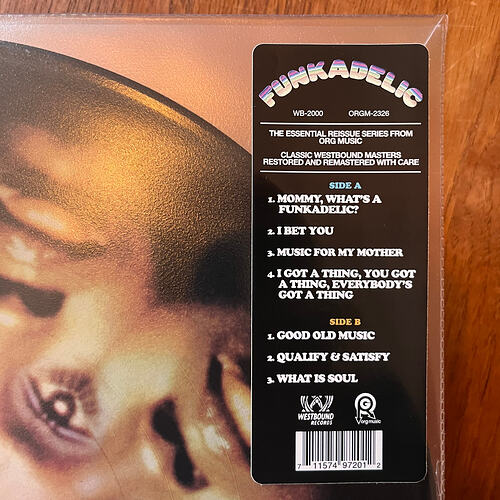 FUNKADELIC
WB-2000 ORGM-2326
THE ESSENTIAL REISSUE SERIES FROM
ORG MUSIC
CLASSIC WESTBOUND MASTERS
RESTORED AND REMASTERED WITH CARE
SIDE A
1. MOMMY, WHAT'S A
FUNKADELIC?
2. I BET YOU
3. MUSIC FOR MY MOTHER
4. I GOT A THING, YOU GOT
A THING, EVERYBODY'S
GOT A THING
SIDE B
1. GOOD OLD MUSIC
2. QUALIFY & SATISFY
3. WHAT IS SOUL
WESTBOUND
RECORDS
org music
7 11574 97201 2